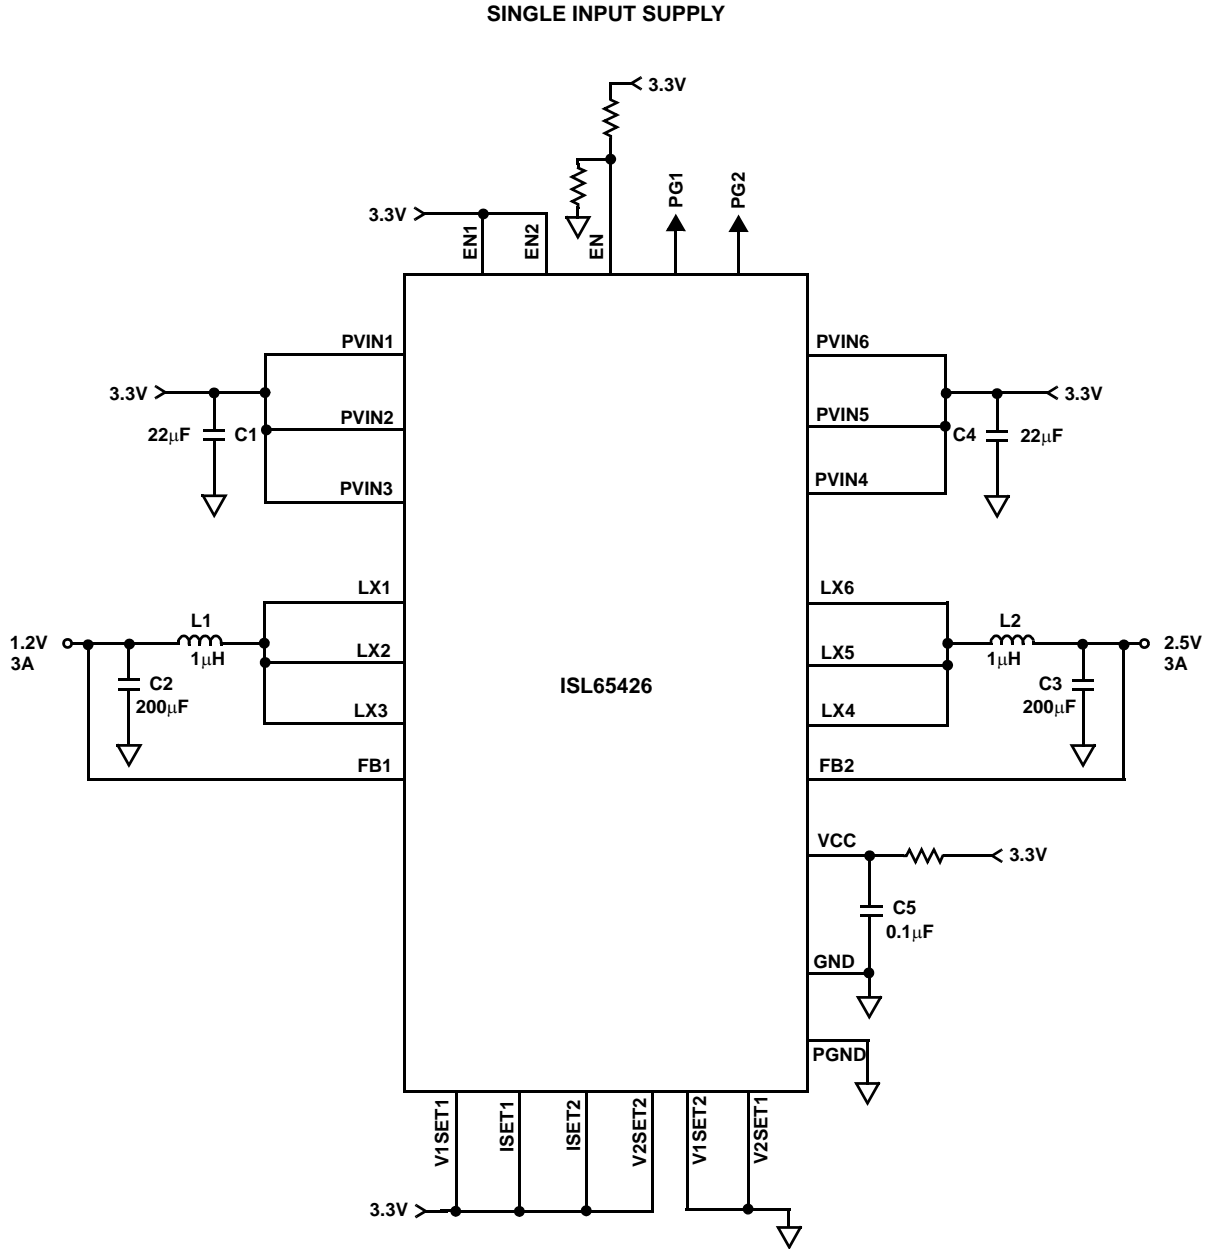 SINGLE INPUT SUPPLY
3.3V
PG1
PG2
3.3V
EN1
EN2
EN
PVIN1
PVIN6
3.3V
3.3V
PVIN2
PVIN5
22μF
C1
C4
22μF
PVIN3
PVIN4
LX1
LX6
L1
L2
1.2V
3A
1μH
1μH
2.5V
3A
LX2
LX5
C2
200μF
ISL65426
C3
200μF
LX3
LX4
FB1
FB2
VCC
3.3V
C5
0.1μF
GND
PGND
V1SET1
ISET1
ISET2
V2SET2
V1SET2
V2SET1
3.3V